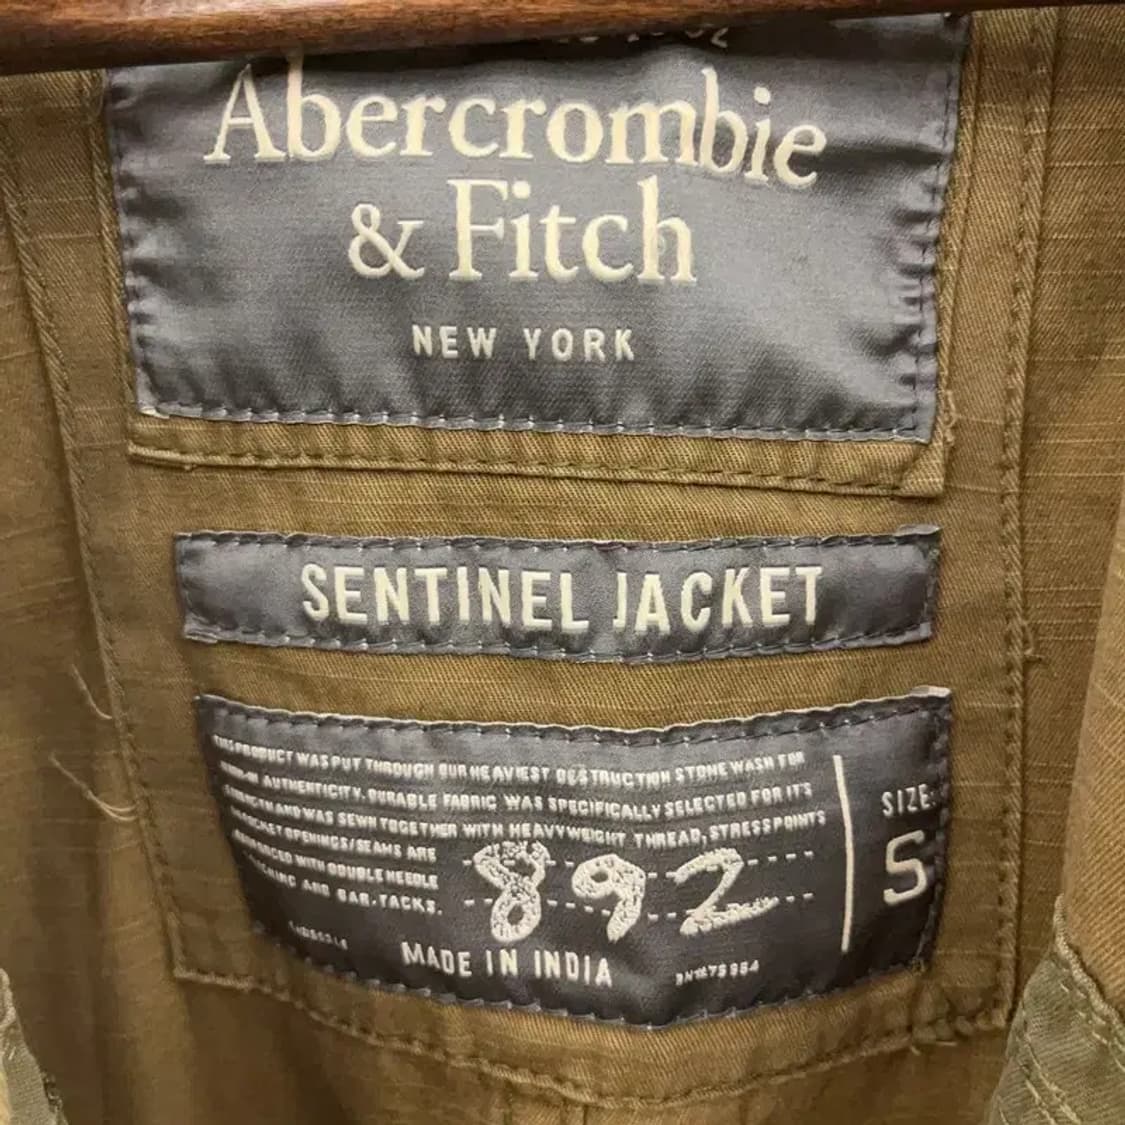 Abercrombie
& Fitch
NEW YORK
SENTINEL JACKET
THIS PRODUCT WAS PUT THROUGH OUR HEAVIEST DESTRUCTION STONE WASH FOR
AUTHENTICITY. DURABLE FABRIC WAS SPECIFICALLY SELECTED FOR IT'S
AND WAS SEWN TOGETHER WITH HEAVYWEIGHT THREAD, STRESS POINTS
POCKET OPENINGS/SEAMS ARE
WITH DOUBLE NEEDLE
AND BAR-TACKS.
892
SIZE:
S
MADE IN INDIA